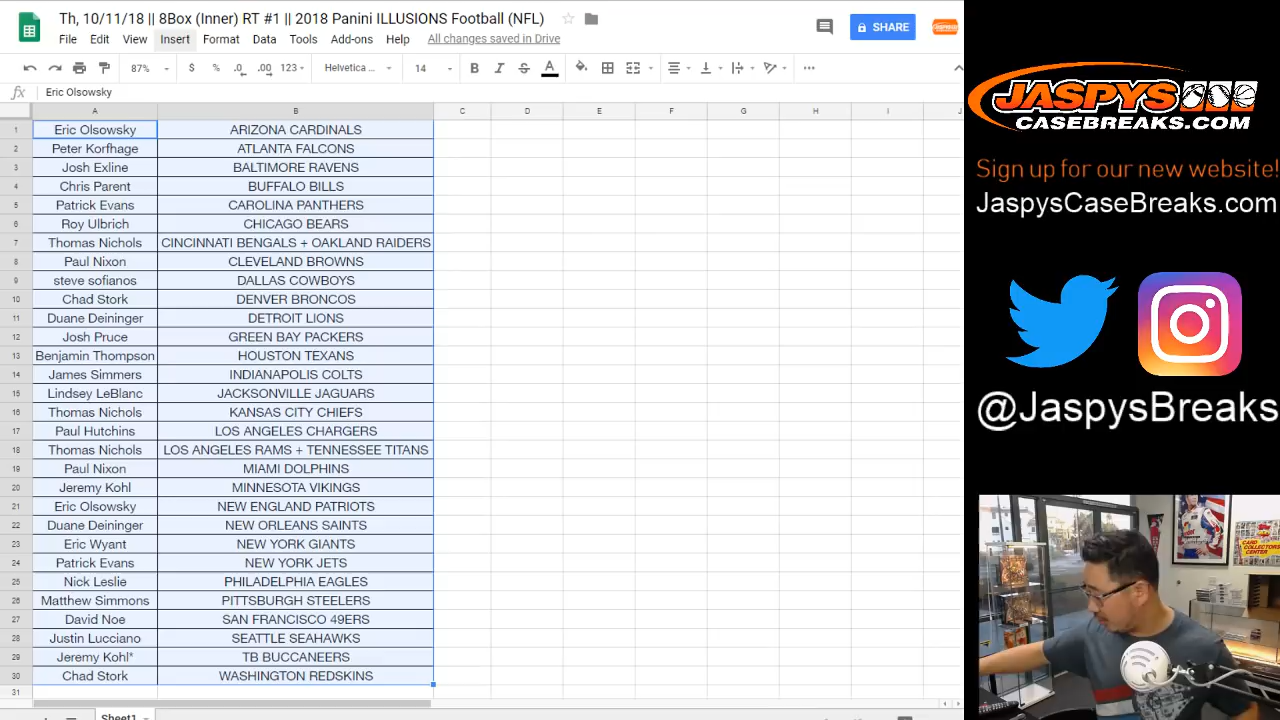 Th, 10/11/18 || 8Box (Inner) RT #1 || 2018 Panini ILLUSIONS Football (NFL)
File Edit View Insert Format Data Tools Add-ons Help All changes saved in Drive
SHARE
87% $ % .0 .00 123 Helvetica ... 14 B I S A
fx Eric Olsowsky
A B C D E F G H I J
1 Eric Olsowsky ARIZONA CARDINALS
2 Peter Korfhage ATLANTA FALCONS
3 Josh Exline BALTIMORE RAVENS
4 Chris Parent BUFFALO BILLS
5 Patrick Evans CAROLINA PANTHERS
6 Roy Ulbrich CHICAGO BEARS
7 Thomas Nichols CINCINNATI BENGALS + OAKLAND RAIDERS
8 Paul Nixon CLEVELAND BROWNS
9 steve sofianos DALLAS COWBOYS
10 Chad Stork DENVER BRONCOS
11 Duane Deininger DETROIT LIONS
12 Josh Pruce GREEN BAY PACKERS
13 Benjamin Thompson HOUSTON TEXANS
14 James Simmers INDIANAPOLIS COLTS
15 Lindsey LeBlanc JACKSONVILLE JAGUARS
16 Thomas Nichols KANSAS CITY CHIEFS
17 Paul Hutchins LOS ANGELES CHARGERS
18 Thomas Nichols LOS ANGELES RAMS + TENNESSEE TITANS
19 Paul Nixon MIAMI DOLPHINS
20 Jeremy Kohl MINNESOTA VIKINGS
21 Eric Olsowsky NEW ENGLAND PATRIOTS
22 Duane Deininger NEW ORLEANS SAINTS
23 Eric Wyant NEW YORK GIANTS
24 Patrick Evans NEW YORK JETS
25 Nick Leslie PHILADELPHIA EAGLES
26 Matthew Simmons PITTSBURGH STEELERS
27 David Noe SAN FRANCISCO 49ERS
28 Justin Lucciano SEATTLE SEAHAWKS
29 Jeremy Kohl* TB BUCCANEERS
30 Chad Stork WASHINGTON REDSKINS
31
Sheet1
JASPYS
CASEBREAKS.COM
Sign up for our new website!
JaspysCaseBreaks.com
@JaspysBreaks
CARD
COLLECTORS
CENTER